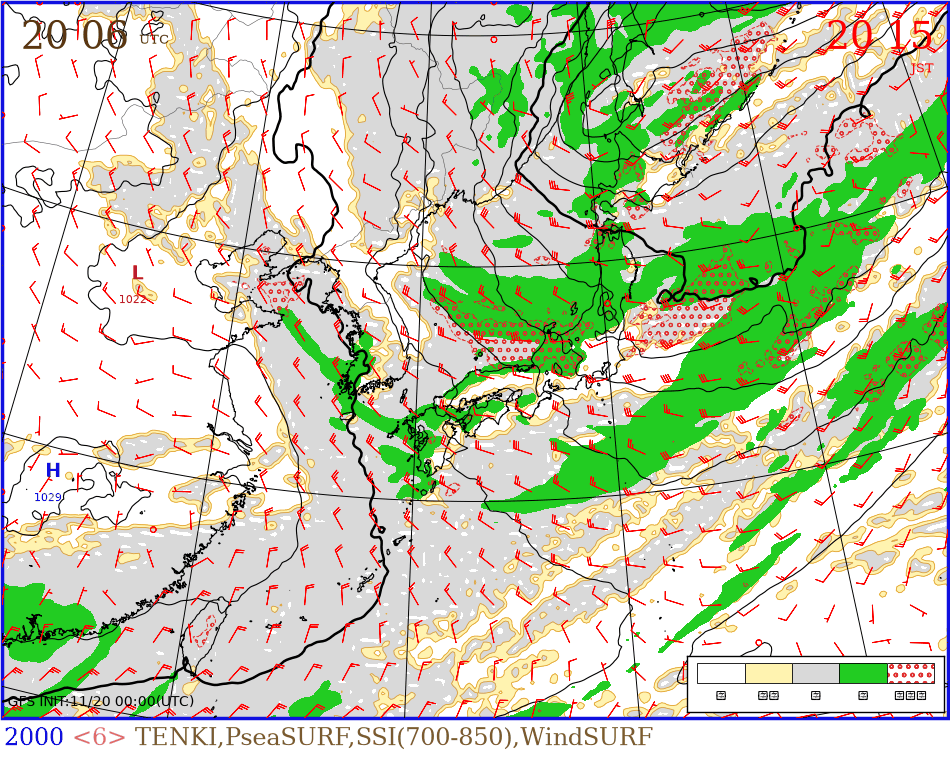 20 06 UTC
20 15
JST
L
1022
H
1029
GFS INIT:11/20 00:00(UTC)
2000 <6> TENKI,PseaSURF,SSI(700-850),WindSURF